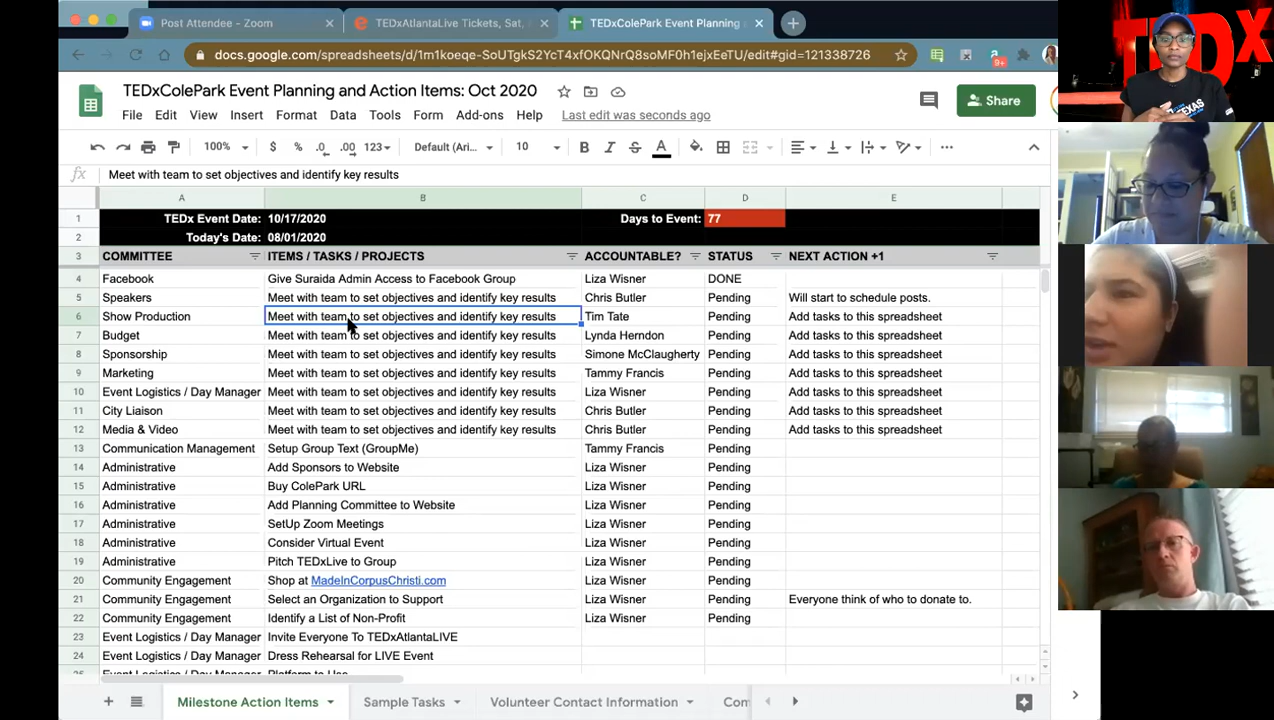 Post Attendee - Zoom
TEDxAtlantaLive Tickets, Sat,
TEDxColePark Event Planning
docs.google.com/spreadsheets/d/1m1koeqe-SoUTgkS2YcT4xfOKQNrQ8soMF0h1ejxEeTU/edit#gid=121338726
9+
TEDxColePark Event Planning and Action Items: Oct 2020
Share
File Edit View Insert Format Data Tools Form Add-ons Help Last edit was seconds ago
100% $ % .0 .00 123 Default (Ari... 10 B I S A
fx Meet with team to set objectives and identify key results
A B C D E
1 TEDx Event Date: 10/17/2020 Days to Event: 77
2 Today's Date: 08/01/2020
3 COMMITTEE ITEMS / TASKS / PROJECTS ACCOUNTABLE? STATUS NEXT ACTION +1
4 Facebook Give Suraida Admin Access to Facebook Group Liza Wisner DONE
5 Speakers Meet with team to set objectives and identify key results Chris Butler Pending Will start to schedule posts.
6 Show Production Meet with team to set objectives and identify key results Tim Tate Pending Add tasks to this spreadsheet
7 Budget Meet with team to set objectives and identify key results Lynda Herndon Pending Add tasks to this spreadsheet
8 Sponsorship Meet with team to set objectives and identify key results Simone McClaugherty Pending Add tasks to this spreadsheet
9 Marketing Meet with team to set objectives and identify key results Tammy Francis Pending Add tasks to this spreadsheet
10 Event Logistics / Day Manager Meet with team to set objectives and identify key results Liza Wisner Pending Add tasks to this spreadsheet
11 City Liaison Meet with team to set objectives and identify key results Chris Butler Pending Add tasks to this spreadsheet
12 Media & Video Meet with team to set objectives and identify key results Chris Butler Pending Add tasks to this spreadsheet
13 Communication Management Setup Group Text (GroupMe) Tammy Francis Pending
14 Administrative Add Sponsors to Website Liza Wisner Pending
15 Administrative Buy ColePark URL Liza Wisner Pending
16 Administrative Add Planning Committee to Website Liza Wisner Pending
17 Administrative SetUp Zoom Meetings Liza Wisner Pending
18 Administrative Consider Virtual Event Liza Wisner Pending
19 Administrative Pitch TEDxLive to Group Liza Wisner Pending
20 Community Engagement Shop at MadeInCorpusChristi.com Liza Wisner Pending
21 Community Engagement Select an Organization to Support Liza Wisner Pending Everyone think of who to donate to.
22 Community Engagement Identify a List of Non-Profit Liza Wisner Pending
23 Event Logistics / Day Manager Invite Everyone To TEDxAtlantaLIVE
24 Event Logistics / Day Manager Dress Rehearsal for LIVE Event
Event Logistics / Day Manager Platform to Use
Milestone Action Items Sample Tasks Volunteer Contact Information Con
TEDX
TEXAS